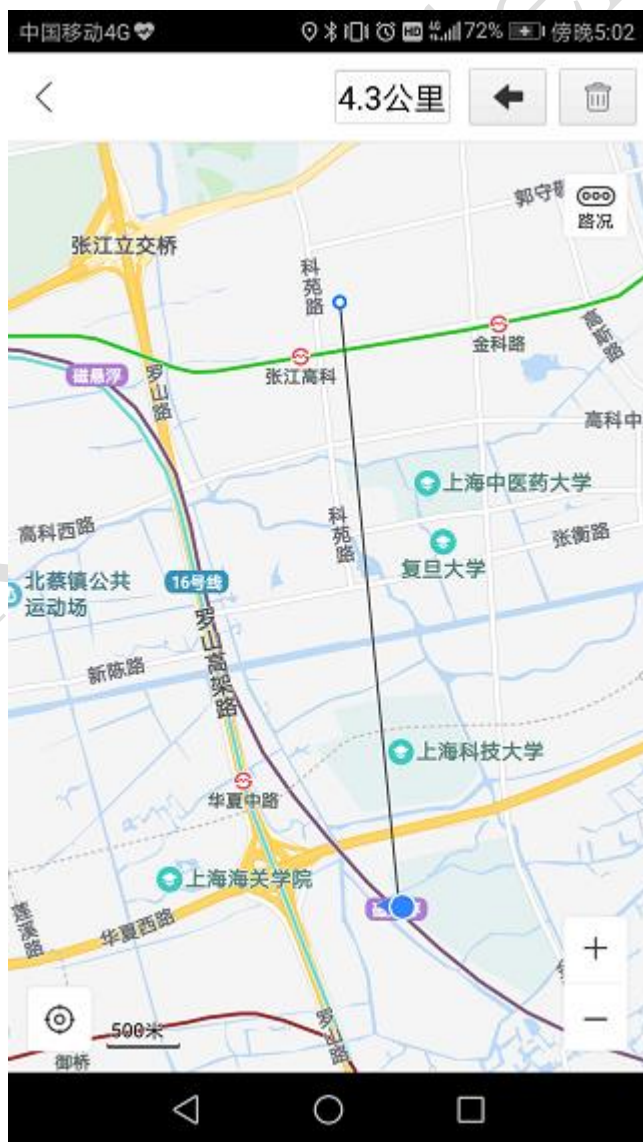 中国移动4G
HD 4G 72% 傍晚5:02
4.3公里
郭守
路况
张江立交桥
科苑路
金科路
高斯路
张江高科
磁悬浮
罗山路
高科中
上海中医药大学
科苑路
高科西路
张衡路
复旦大学
北蔡镇公共
运动场
16号线
罗山高架路
新陈路
上海科技大学
华夏中路
上海海关学院
莲溪路
华夏西路
500米
罗山路
御桥